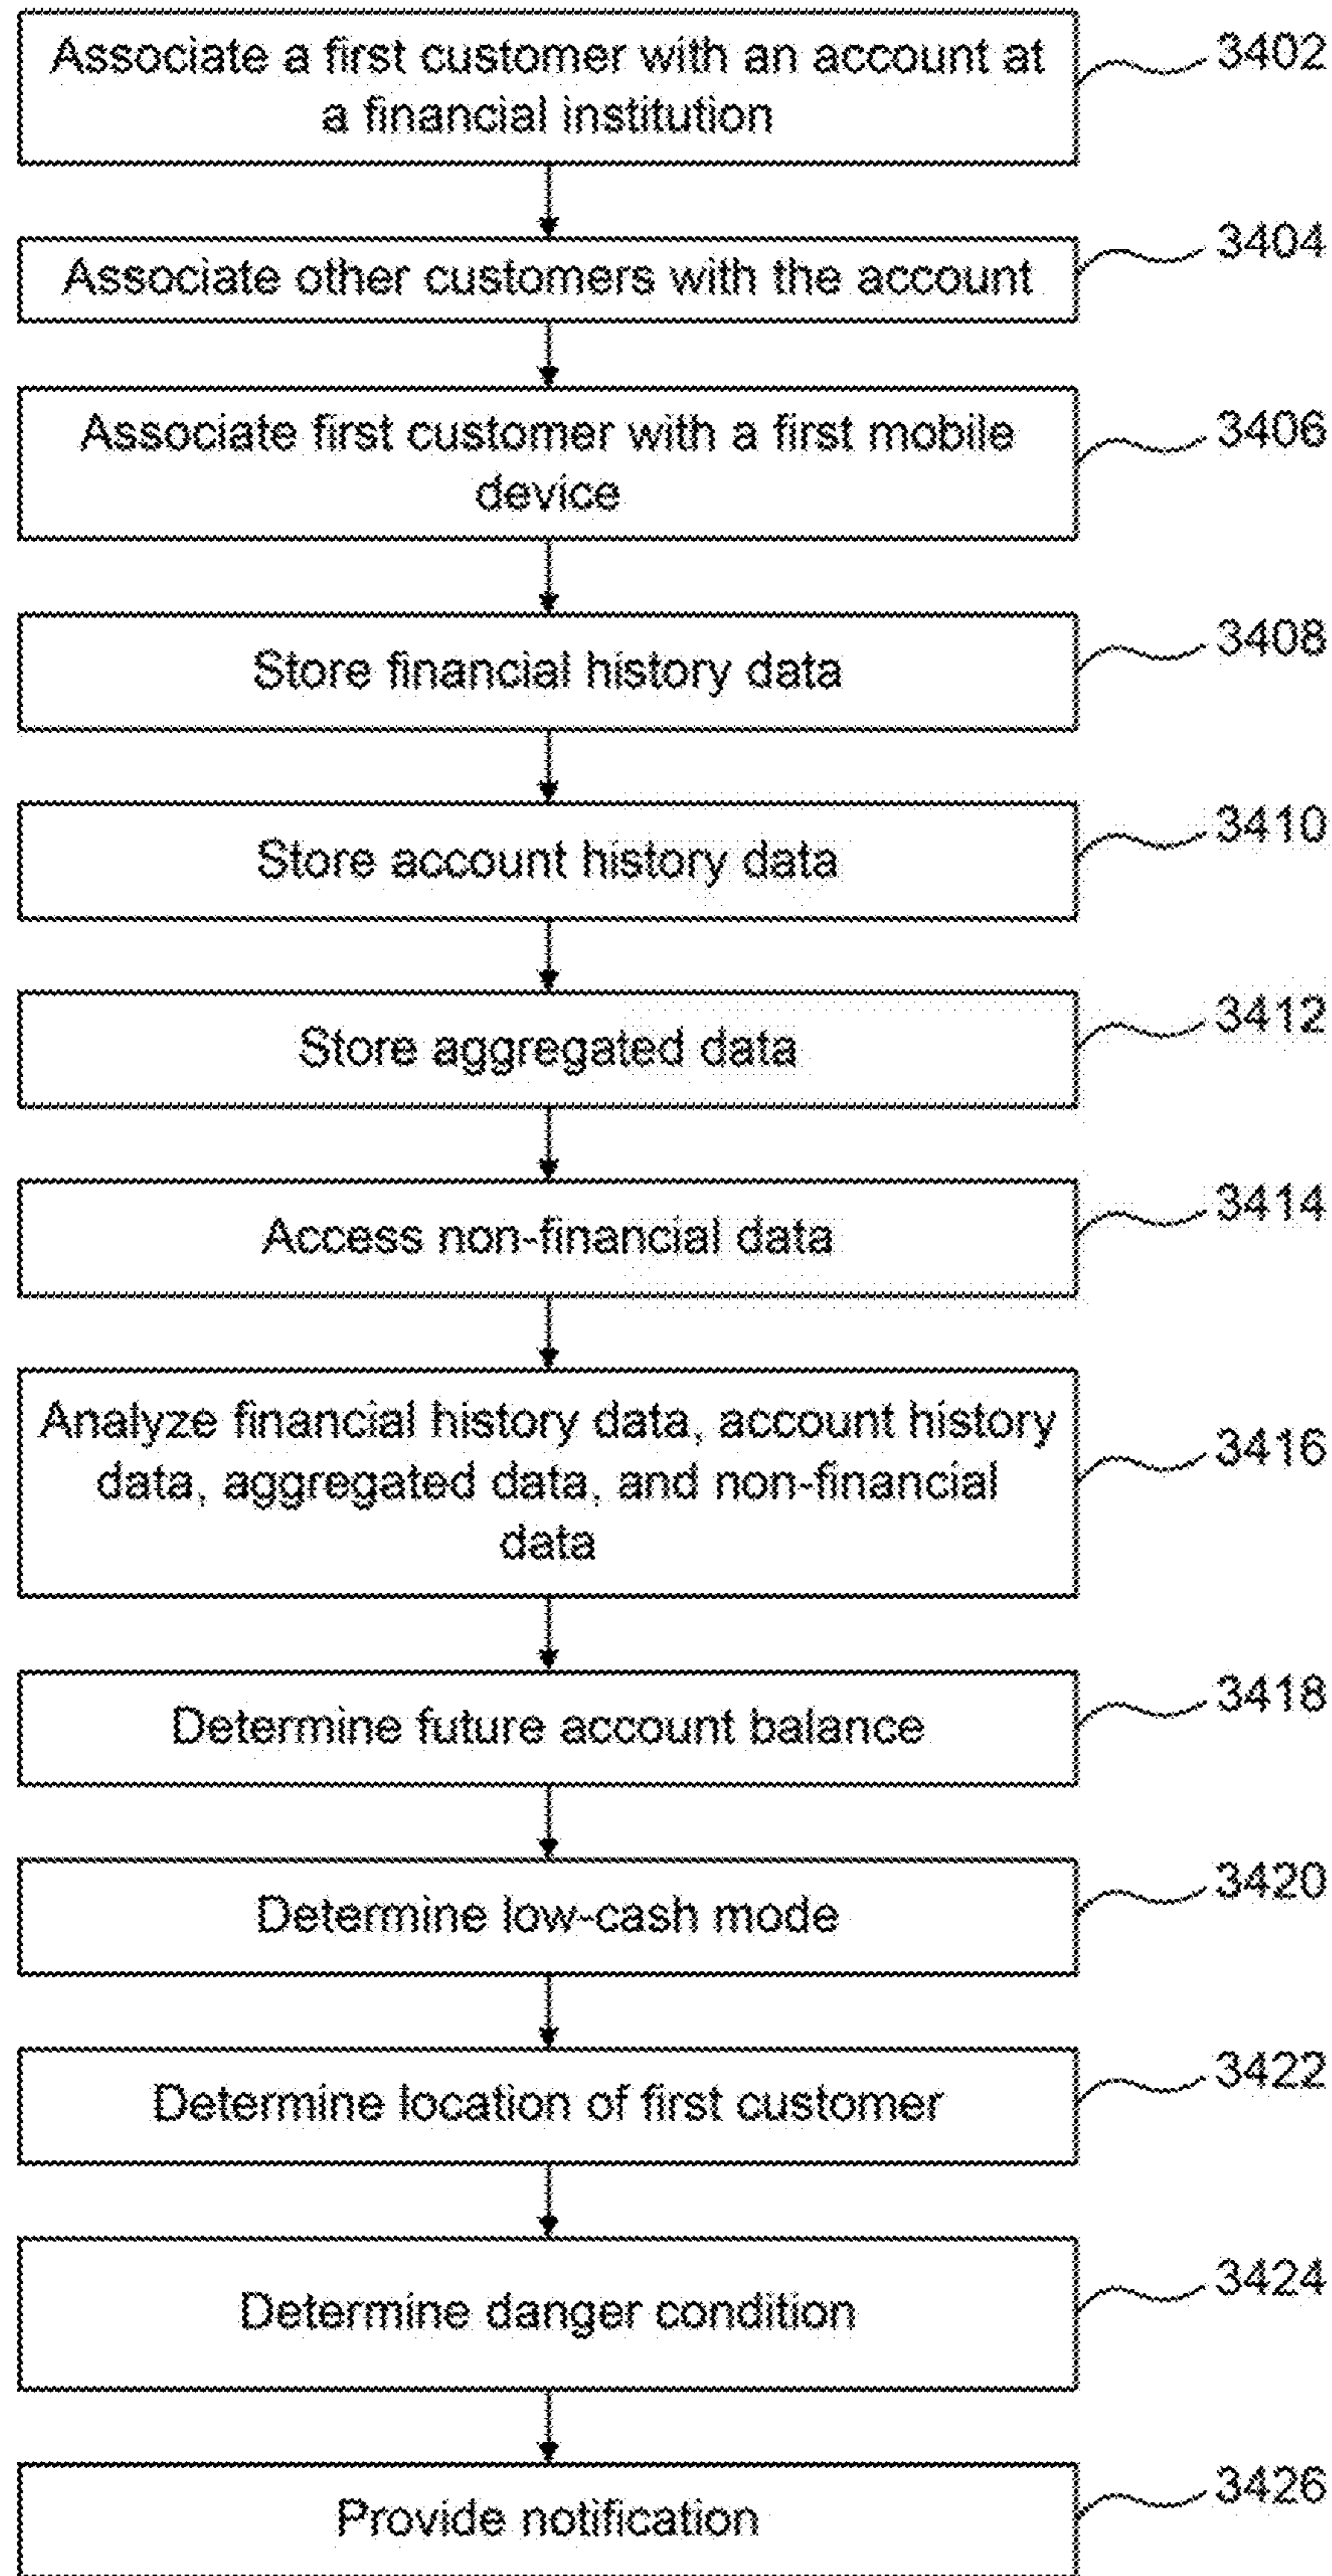 Associate a first customer with an account at
a financial institution
3402
Associate other customers with the account
3404
Associate first customer with a first mobile
device
3406
Store financial history data
3408
Store account history data
3410
Store aggregated data
3412
Access non-financial data
3414
Analyze financial history data, account history
data, aggregated data, and non-financial
data
3416
Determine future account balance
3418
Determine low-cash mode
3420
Determine location of first customer
3422
Determine danger condition
3424
Provide notification
3426